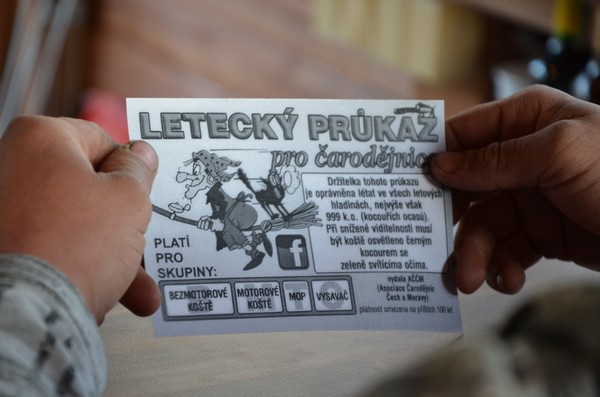 LETECKÝ PRŮKAZ
pro čarodějnic
Držitelka tohoto průkazu
je oprávněna létat ve všech letových
hladinách, nejvýše však
999 k.o. (kocouřích ocasů).
Při snížené viditelnosti musí
být koště osvětleno černým
kocourem se
zeleně svítícíma očima.
f
PLATÍ
PRO
SKUPINY:
BEZMOTOROVÉ
KOŠTĚ
MOTOROVÉ
KOŠTĚ
MOP
VYSAVAČ
vydala AČČM
(Asociace Čarodějnic
Čech a Moravy)
platnost omezena na příštích 100 let